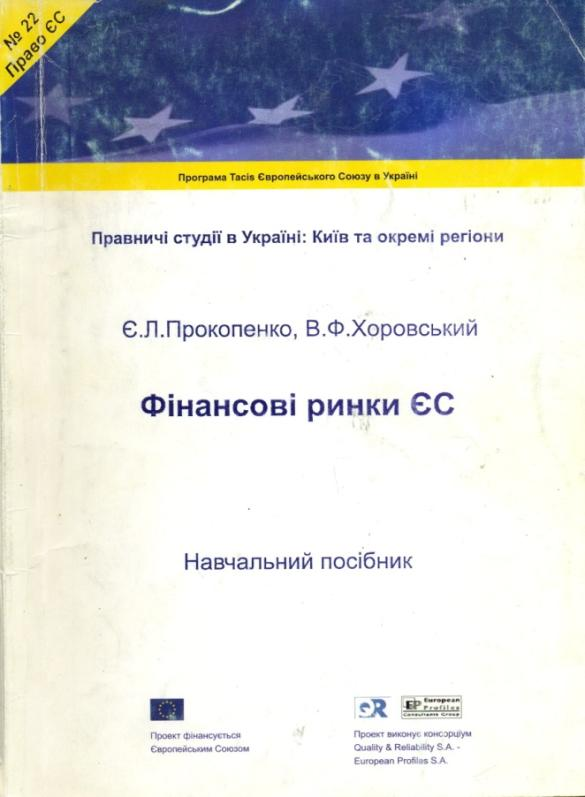 № 22
Право ЄС
Програма Tacis Європейського Союзу в Україні
Правничі студії в Україні: Київ та окремі регіони
Є.Л.Прокопенко, В.Ф.Хоровський
Фінансові ринки ЄС
Навчальний посібник
Проект фінансується
Європейським Союзом
QR
EP European
Profiles
Consultants Group
Проект виконує консорціум
Quality & Reliability S.A. -
European Profiles S.A.